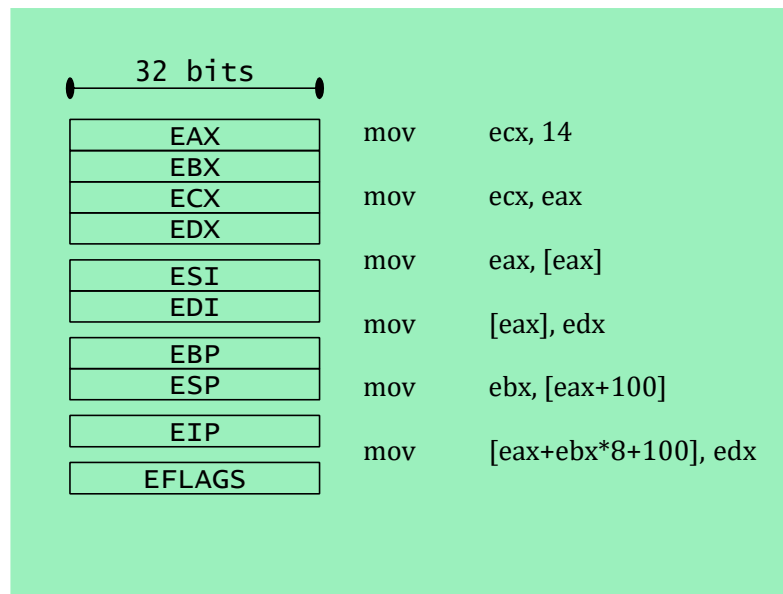 32 bits
EAX
EBX
ECX
EDX
ESI
EDI
EBP
ESP
EIP
EFLAGS
mov ecx, 14
mov ecx, eax
mov eax, [eax]
mov [eax], edx
mov ebx, [eax+100]
mov [eax+ebx*8+100], edx